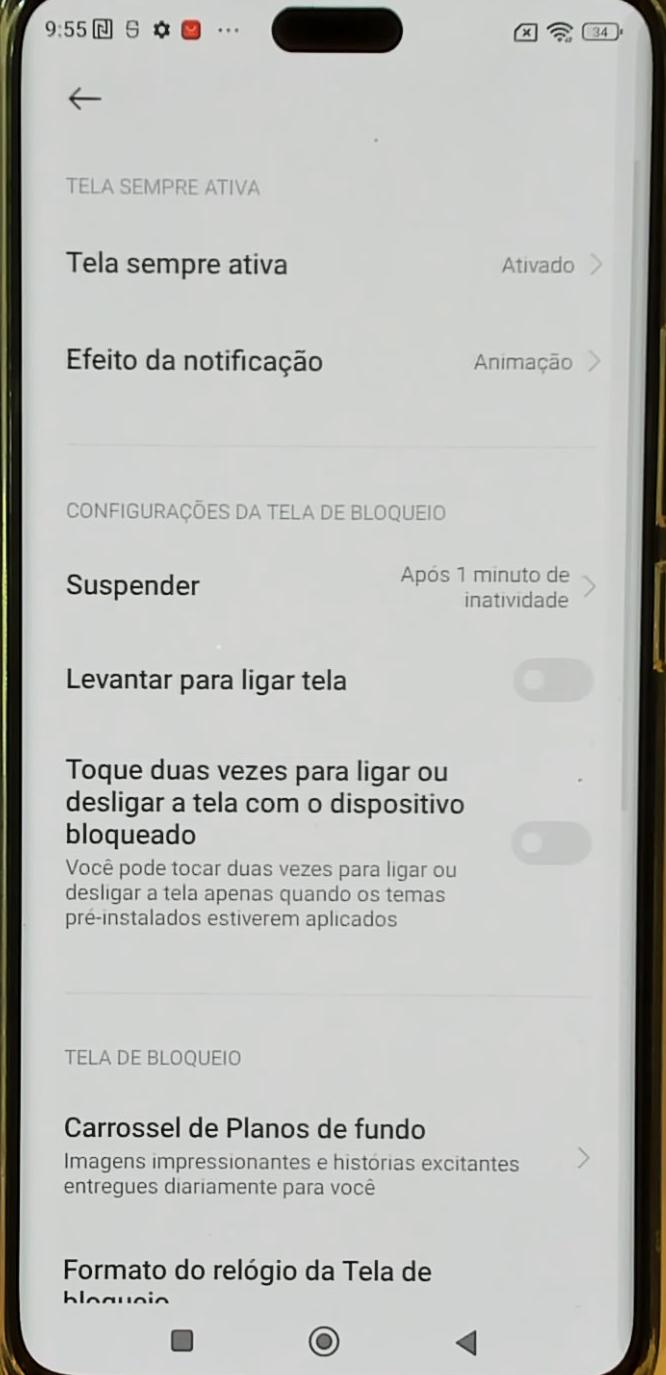 9:55
34
TELA SEMPRE ATIVA
Tela sempre ativa
Ativado
Efeito da notificação
Animação
CONFIGURAÇÕES DA TELA DE BLOQUEIO
Suspender
Após 1 minuto de
inatividade
Levantar para ligar tela
Toque duas vezes para ligar ou
desligar a tela com o dispositivo
bloqueado
Você pode tocar duas vezes para ligar ou
desligar a tela apenas quando os temas
pré-instalados estiverem aplicados
TELA DE BLOQUEIO
Carrossel de Planos de fundo
Imagens impressionantes e histórias excitantes
entregues diariamente para você
Formato do relógio da Tela de
bloqueio